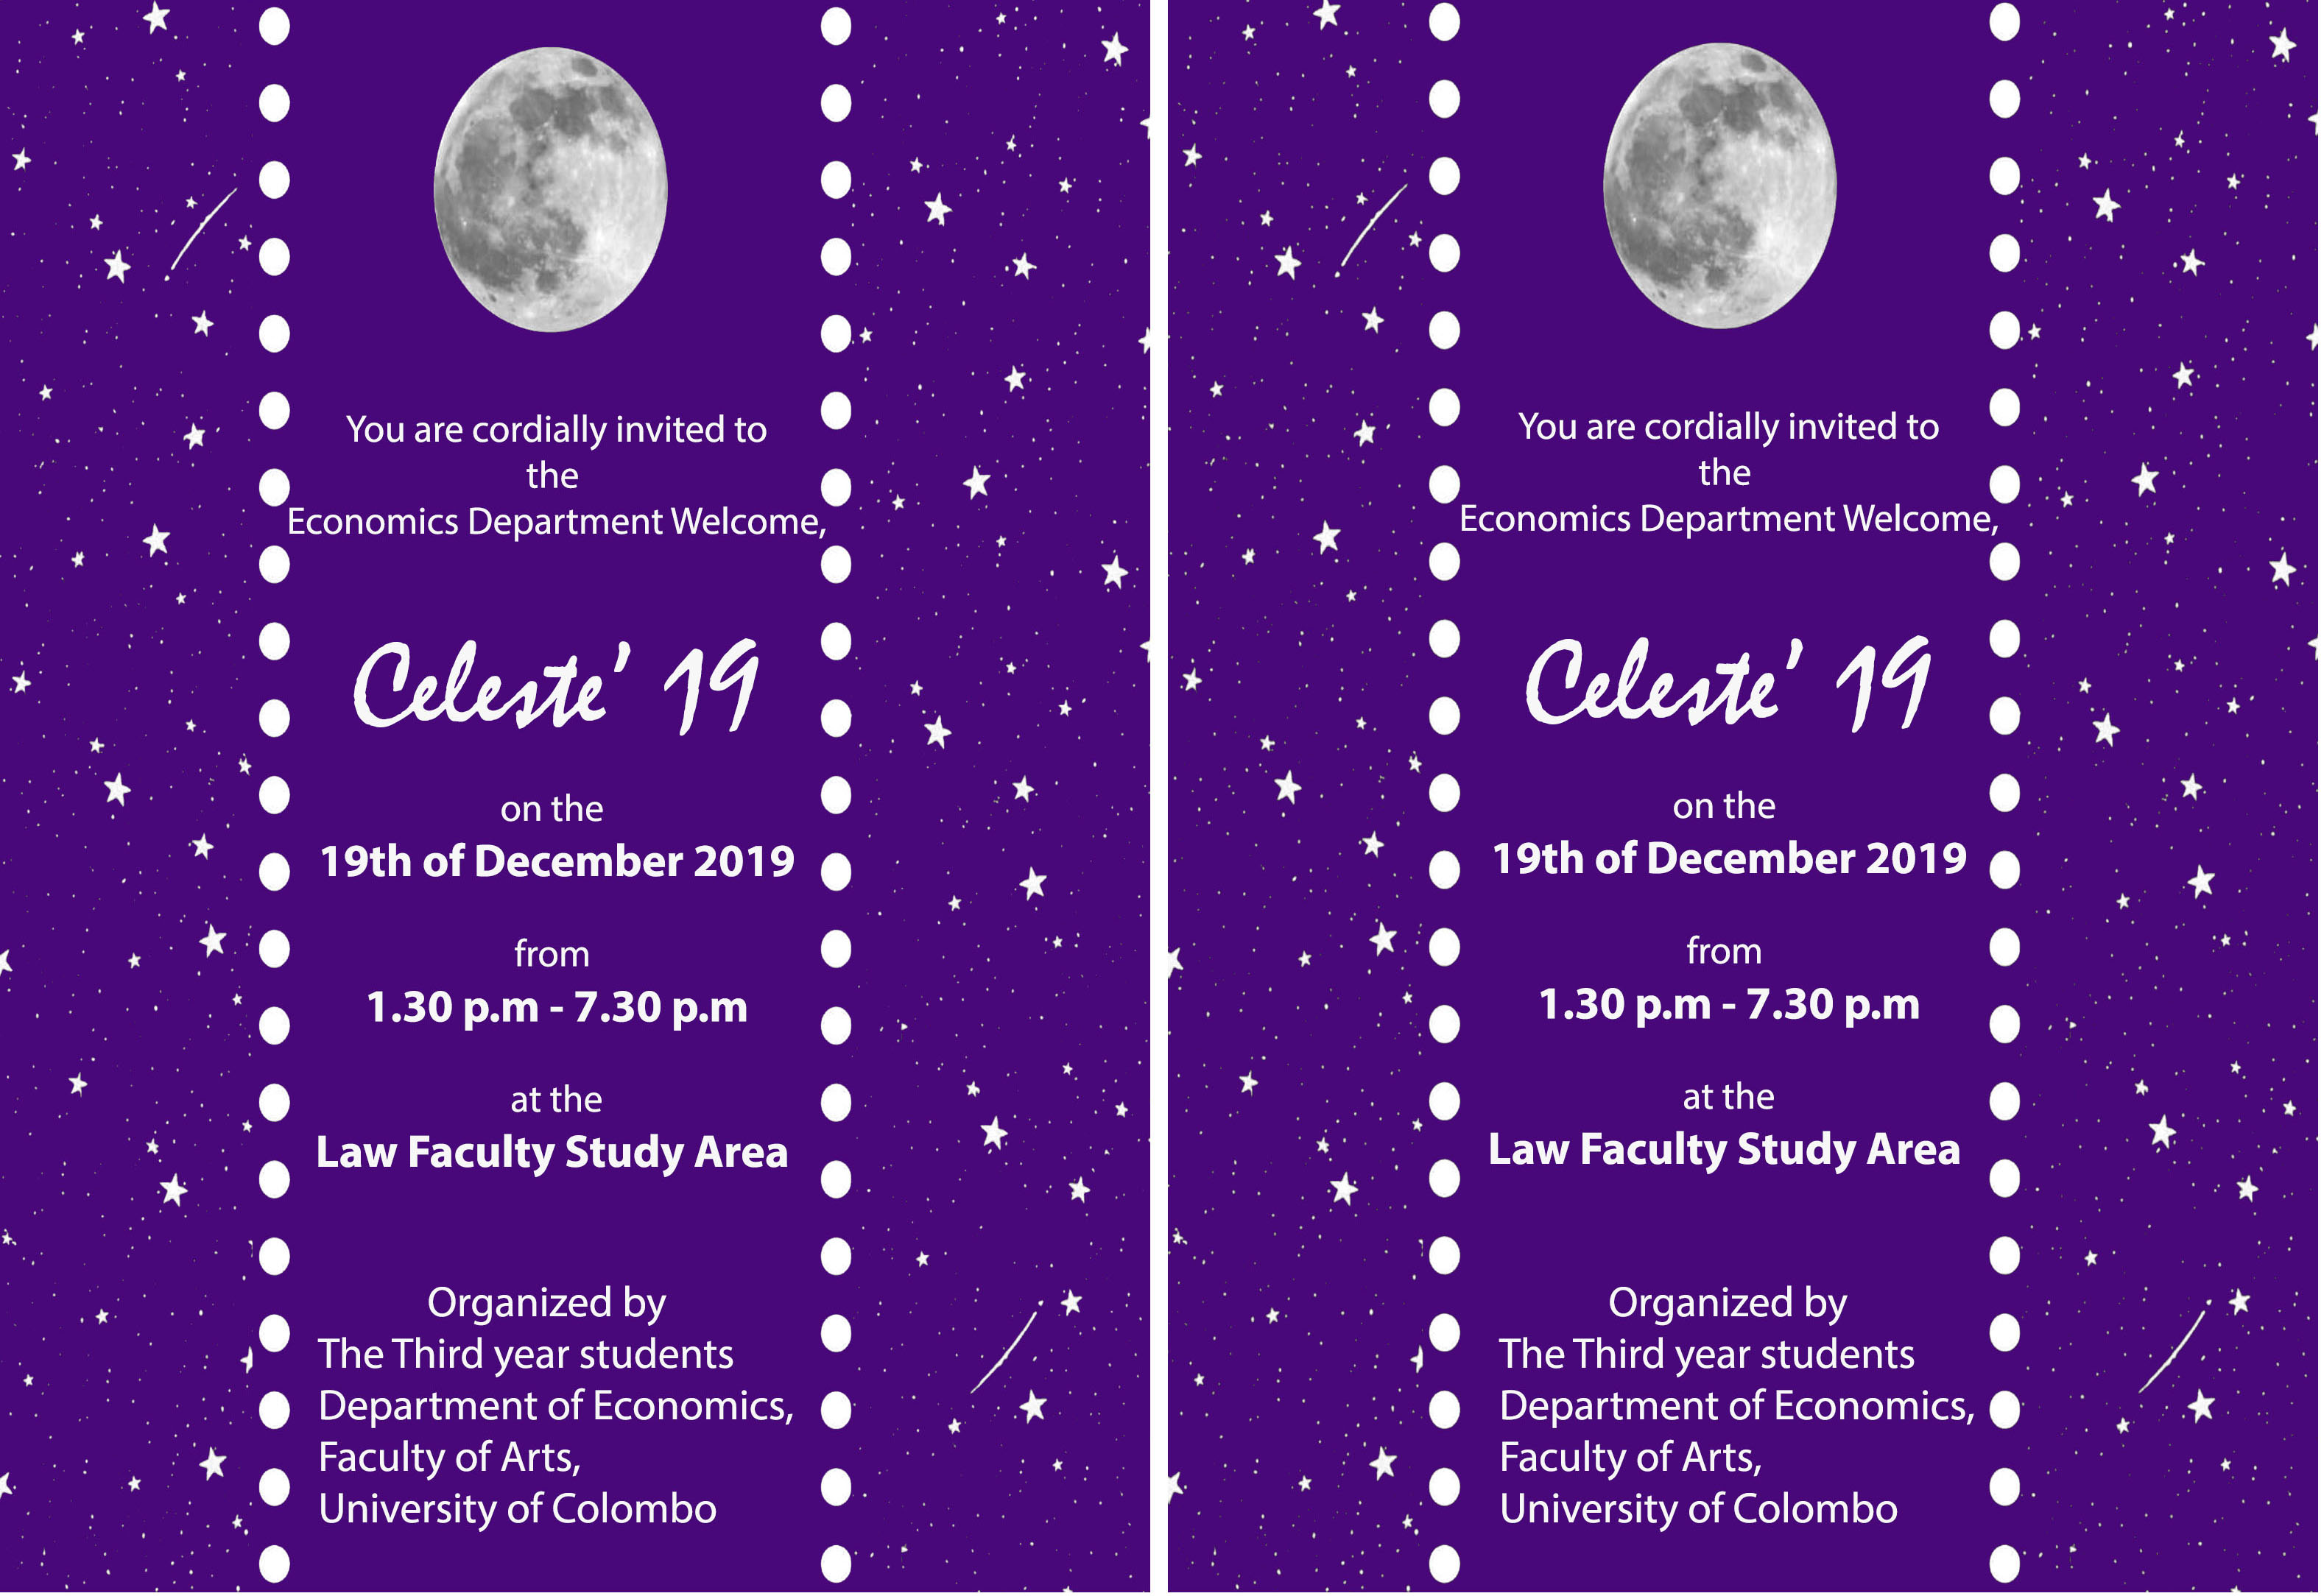 You are cordially invited to
the
Economics Department Welcome,
Celeste' 19
on the
19th of December 2019
from
1.30 p.m - 7.30 p.m
at the
Law Faculty Study Area
Organized by
The Third year students
Department of Economics,
Faculty of Arts,
University of Colombo
You are cordially invited to
the
Economics Department Welcome,
Celeste' 19
on the
19th of December 2019
from
1.30 p.m - 7.30 p.m
at the
Law Faculty Study Area
Organized by
The Third year students
Department of Economics,
Faculty of Arts,
University of Colombo